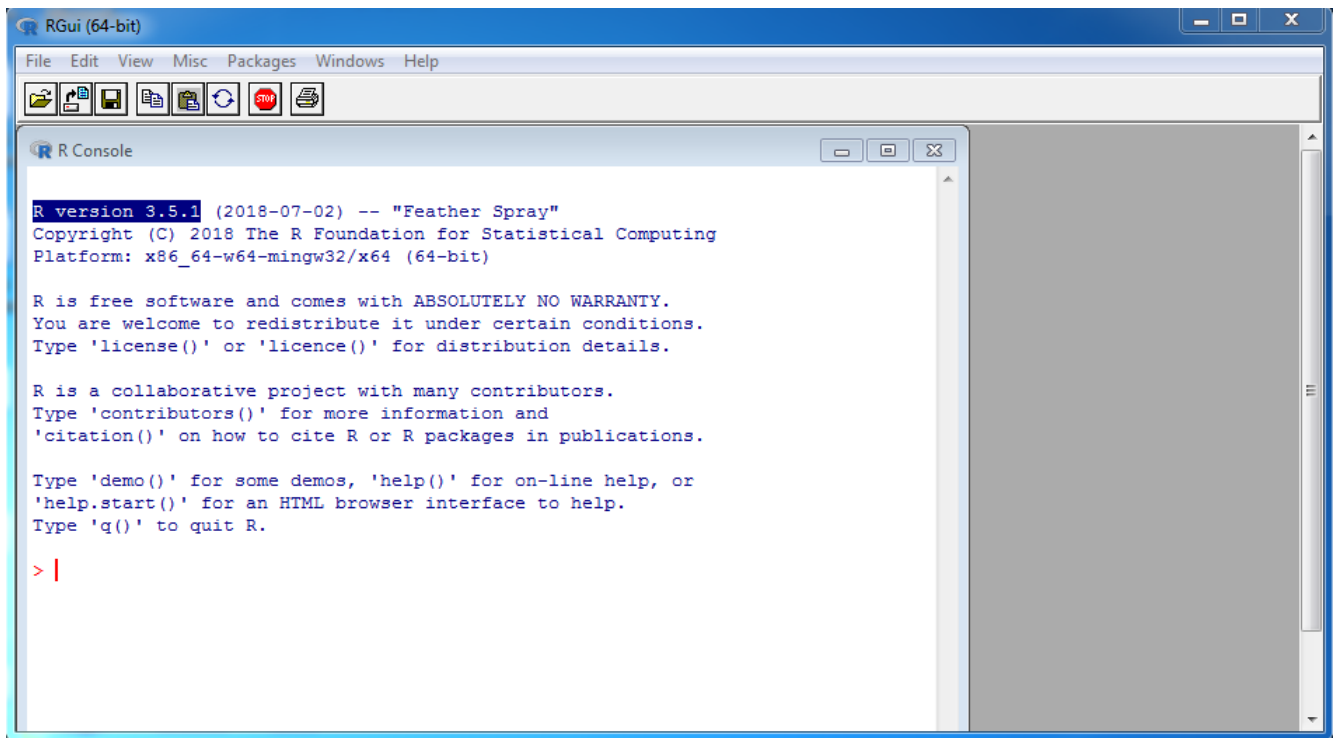 RGui (64-bit)
File Edit View Misc Packages Windows Help
STOP
R Console
R version 3.5.1 (2018-07-02) -- "Feather Spray"
Copyright (C) 2018 The R Foundation for Statistical Computing
Platform: x86_64-w64-mingw32/x64 (64-bit)
R is free software and comes with ABSOLUTELY NO WARRANTY.
You are welcome to redistribute it under certain conditions.
Type 'license()' or 'licence()' for distribution details.
R is a collaborative project with many contributors.
Type 'contributors()' for more information and
'citation()' on how to cite R or R packages in publications.
Type 'demo()' for some demos, 'help()' for on-line help, or
'help.start()' for an HTML browser interface to help.
Type 'q()' to quit R.
>